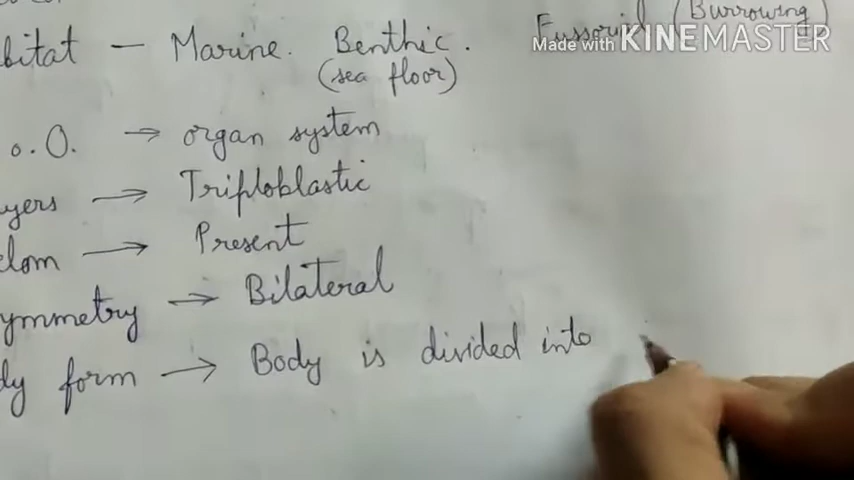 bitat - Marine. Benthic. Fussorial (Burrowing)
(sea floor)
Made with KINEMASTER
o.O. → organ system
yers → Triploblastic
elom → Present
ymmetry → Bilateral
dy form → Body is divided into